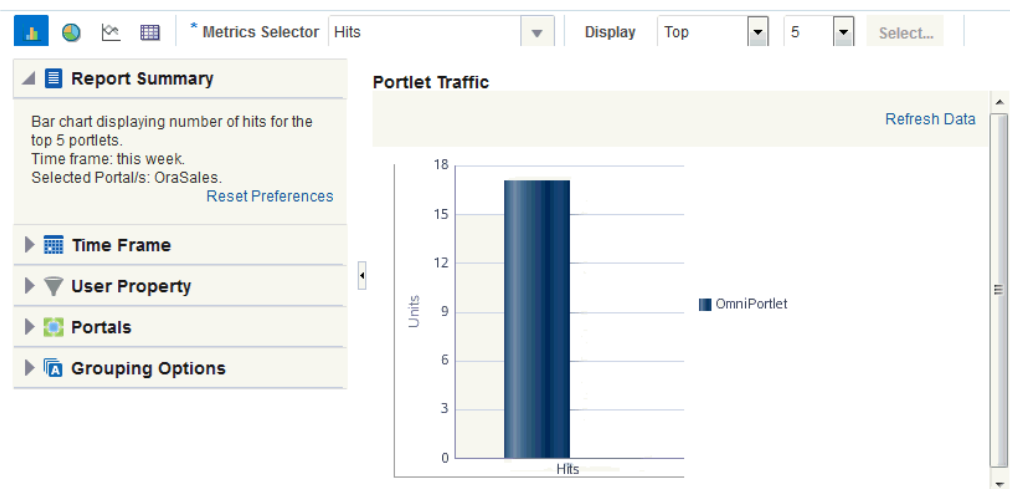 * Metrics Selector Hits Display Top 5 Select...
Report Summary
Bar chart displaying number of hits for the
top 5 portlets.
Time frame: this week.
Selected Portal/s: OraSales.
Reset Preferences
Time Frame
User Property
Portals
Grouping Options
Portlet Traffic
Refresh Data
18
15
12
9
6
3
0
Units
Hits
OmniPortlet